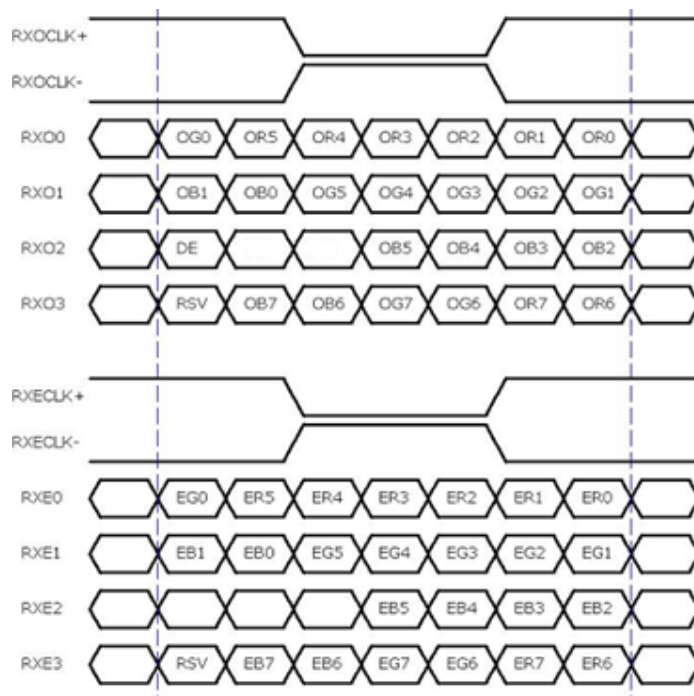 RXOCLK+
RXOCLK-
RXO0 OG0 OR5 OR4 OR3 OR2 OR1 OR0
RXO1 OB1 OB0 OG5 OG4 OG3 OG2 OG1
RXO2 DE OB5 OB4 OB3 OB2
RXO3 RSV OB7 OB6 OG7 OG6 OR7 OR6
RXECLK+
RXECLK-
RXE0 EG0 ER5 ER4 ER3 ER2 ER1 ER0
RXE1 EB1 EB0 EG5 EG4 EG3 EG2 EG1
RXE2 EB5 EB4 EB3 EB2
RXE3 RSV EB7 EB6 EG7 EG6 ER7 ER6